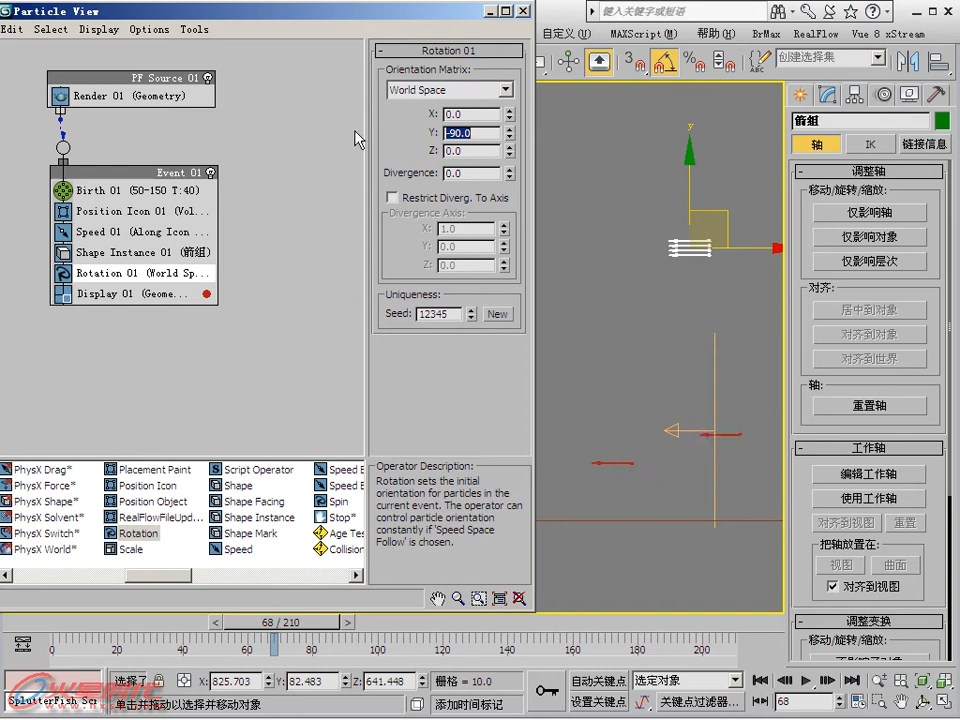 Particle View
Edit Select Display Options Tools
PF Source 01
Render 01 (Geometry)
Event 01
Birth 01 (50-150 T:40)
Position Icon 01 (Vol...
Speed 01 (Along Icon ...
Shape Instance 01 (箭组)
Rotation 01 (World Sp...
Display 01 (Geome...
- Rotation 01
Orientation Matrix:
World Space
X: 0.0
Y: -90.0
Z: 0.0
Divergence: 0.0
Restrict Diverg. To Axis
Divergence Axis:
X: 1.0
Y: 0.0
Z: 0.0
Uniqueness:
Seed: 12345 New
PhysX Drag* Placement Paint Script Operator Speed B
PhysX Force* Position Icon Shape Speed B
PhysX Shape* Position Object Shape Facing Spin
PhysX Solvent* RealFlowFileUpd... Shape Instance Stop*
PhysX Switch* Rotation Shape Mark Age Tes
PhysX World* Scale Speed Collision
Operator Description:
Rotation sets the initial
orientation for particles in the
current event. The operator can
control particle orientation
constantly if 'Speed Space
Follow' is chosen.
键入关键字或短语
自定义(U) MAXScript(M) 帮助(H) BrMax RealFlow Vue 8 xStream
3 % ABC 创建选择集
y
箭组
轴 IK 链接信息
- 调整轴
移动/旋转/缩放:
仅影响轴
仅影响对象
仅影响层次
对齐:
居中到对象
对齐到对象
对齐到世界
轴:
重置轴
- 工作轴
编辑工作轴
使用工作轴
对齐到视图 重置
把轴放置在:
视图 曲面
对齐到视图
- 调整变换
移动/旋转/缩放:
< 68 / 210 >
0 20 40 60 80 100 120 140 160 180 200
选择了 X: 825.703 Y: 82.483 Z: 641.448 栅格 = 10.0 自动关键点 选定对象
SplutterFish Scr 单击并拖动以选择并移动对象 添加时间标记 设置关键点 关键点过滤器... 68